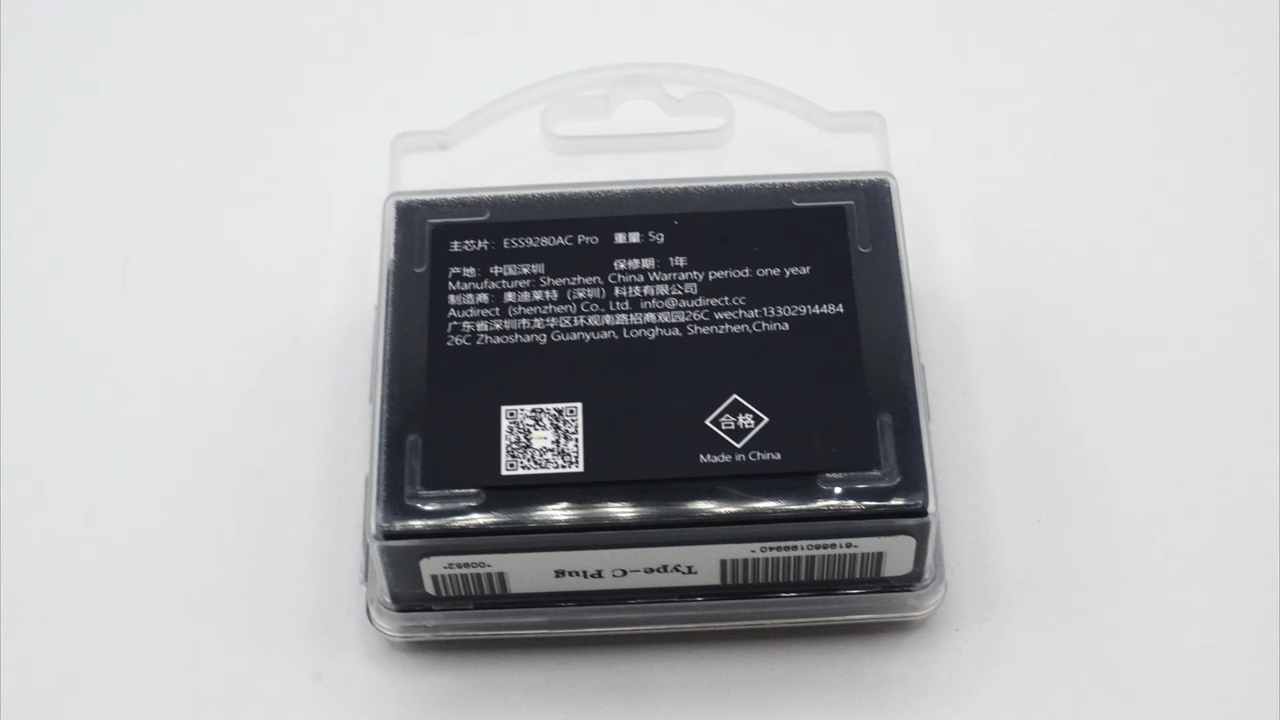 主芯片：ESS9280AC Pro 重量: 5g
产地：中国深圳 保修期：1年
Manufacturer: Shenzhen, China Warranty period: one year
制造商：奥迪莱特（深圳）科技有限公司
Audirect (shenzhen) Co., Ltd. info@audirect.cc
广东省深圳市龙华区环观南路招商观园26C wechat:13302914484
26C Zhaoshang Guanyuan, Longhua, Shenzhen,China
合格
Made in China
*619660199940*
Type-C Plug
*00952*